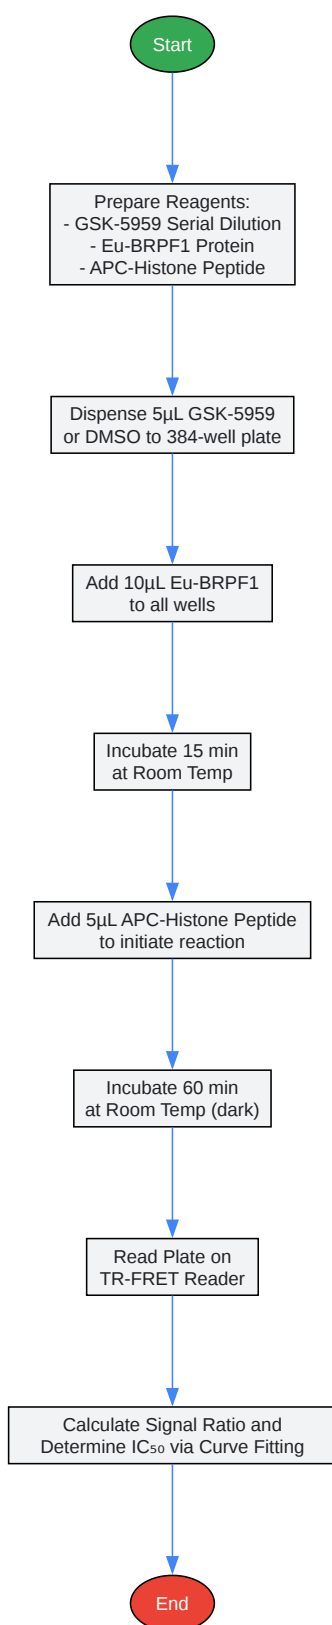 Start
Prepare Reagents:
- GSK-5959 Serial Dilution
- Eu-BRPF1 Protein
- APC-Histone Peptide
Dispense 5µL GSK-5959
or DMSO to 384-well plate
Add 10µL Eu-BRPF1
to all wells
Incubate 15 min
at Room Temp
Add 5µL APC-Histone Peptide
to initiate reaction
Incubate 60 min
at Room Temp (dark)
Read Plate on
TR-FRET Reader
Calculate Signal Ratio and
Determine IC₅₀ via Curve Fitting
End